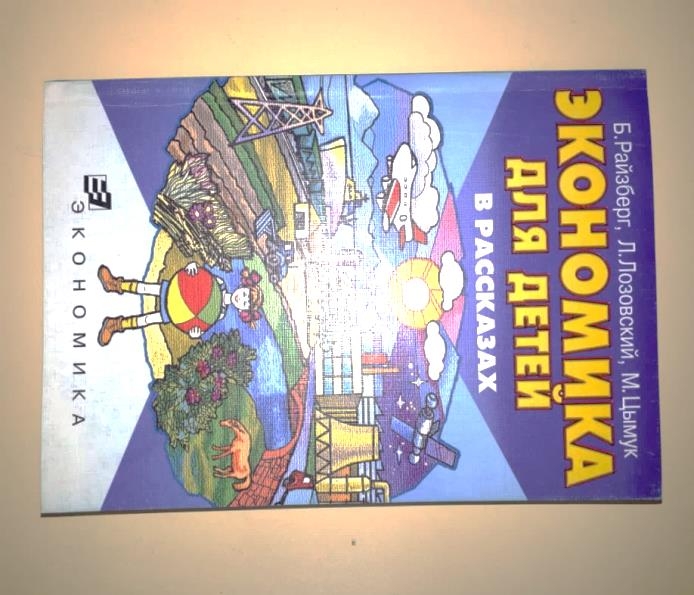 Б. Райзберг, Л. Лозовский, М. Цымук
ЭКОНОМИКА
ДЛЯ ДЕТЕЙ
В РАССКАЗАХ
ЭКОНОМИКА